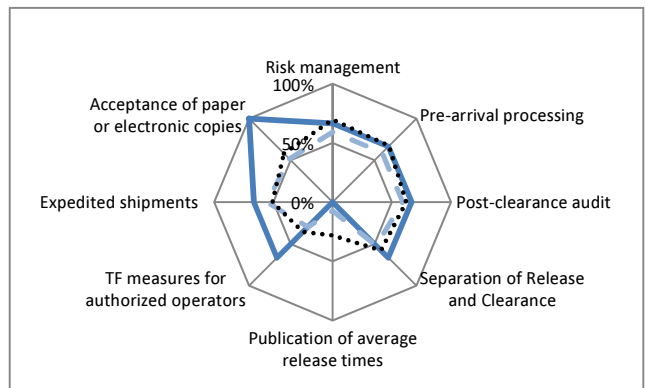 Risk management
100%
Acceptance of paper
or electronic copies
Pre-arrival processing
50%
Expedited shipments
0%
Post-clearance audit
TF measures for
authorized operators
Separation of Release
and Clearance
Publication of average
release times